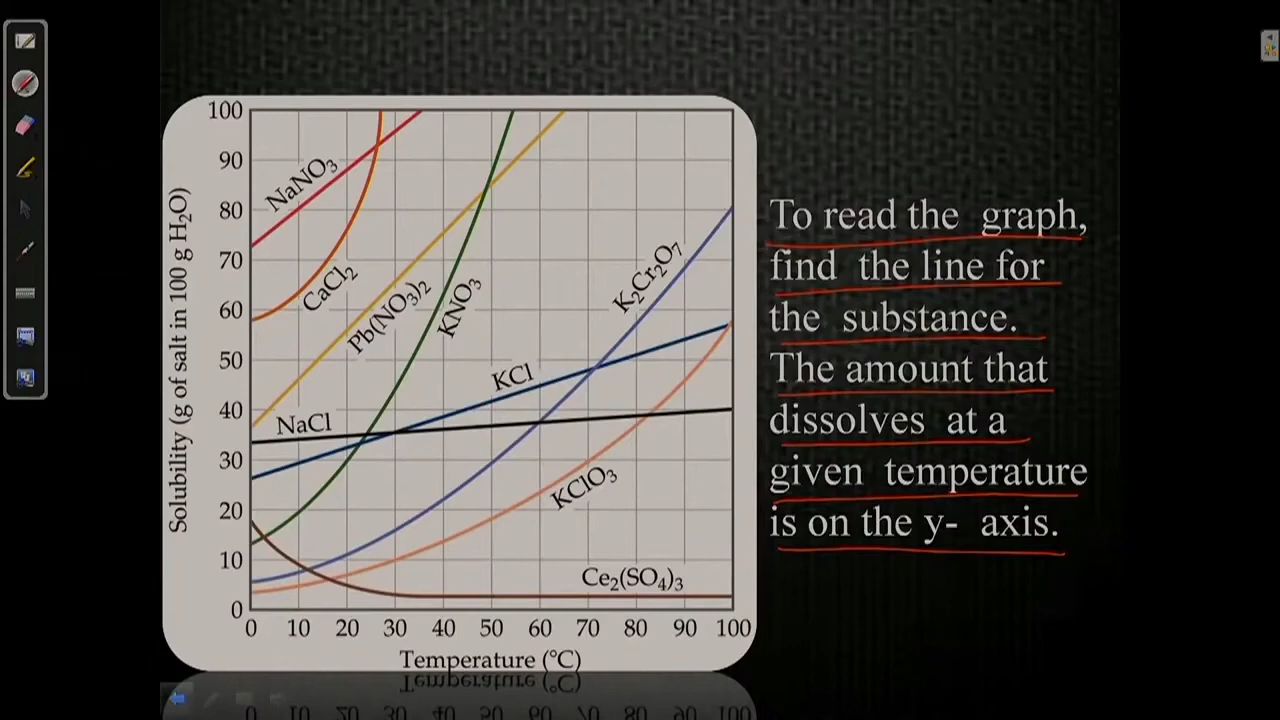 100
90
80
70
60
50
40
30
20
10
0
Solubility (g of salt in 100 g H₂O)
NaNO₃
CaCl₂
Pb(NO₃)₂
KNO₃
KCl
K₂Cr₂O₇
NaCl
KClO₃
Ce₂(SO₄)₃
0 10 20 30 40 50 60 70 80 90 100
Temperature (°C)
To read the graph,
find the line for
the substance.
The amount that
dissolves at a
given temperature
is on the y- axis.